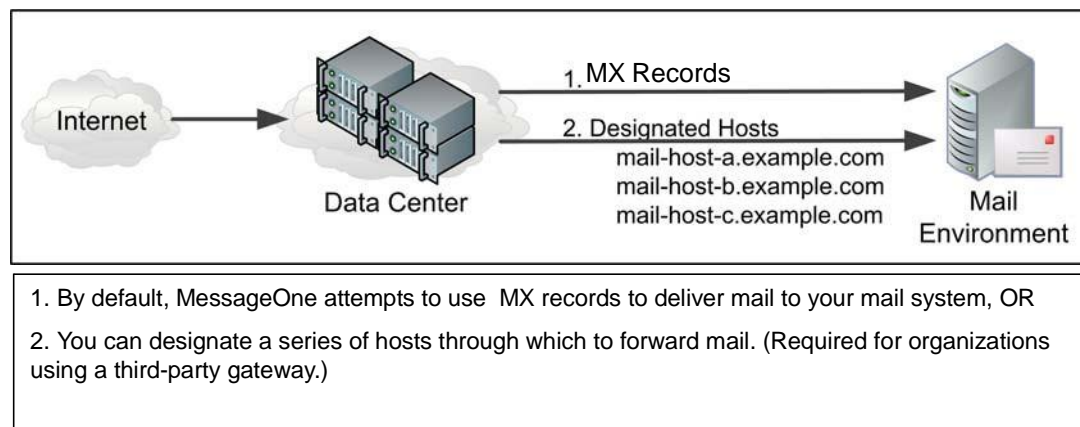 Internet
Data Center
1. MX Records
2. Designated Hosts
mail-host-a.example.com
mail-host-b.example.com
mail-host-c.example.com
Mail
Environment
1. By default, MessageOne attempts to use  MX records to deliver mail to your mail system, OR
2. You can designate a series of hosts through which to forward mail. (Required for organizations
using a third-party gateway.)